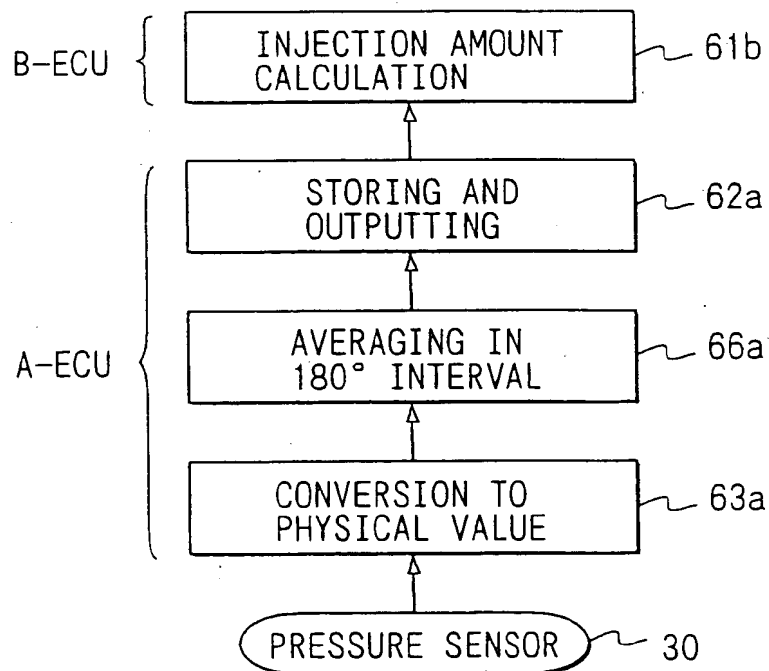 B-ECU
INJECTION AMOUNT
CALCULATION
61b
STORING AND
OUTPUTTING
62a
A-ECU
AVERAGING IN
180° INTERVAL
66a
CONVERSION TO
PHYSICAL VALUE
63a
PRESSURE SENSOR
30